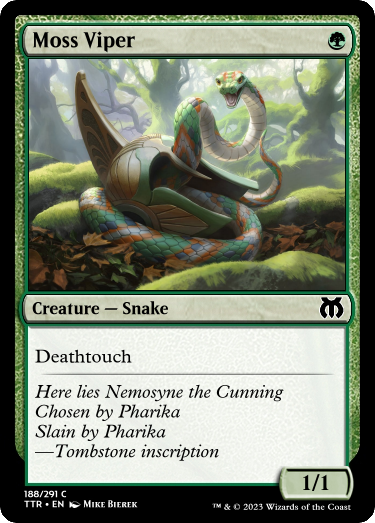 Moss Viper
Creature — Snake
Deathtouch
Here lies Nemosyne the Cunning
Chosen by Pharika
Slain by Pharika
—Tombstone inscription
1/1
188/291 C
TTR • EN Mike Bierek
™ & © 2023 Wizards of the Coast